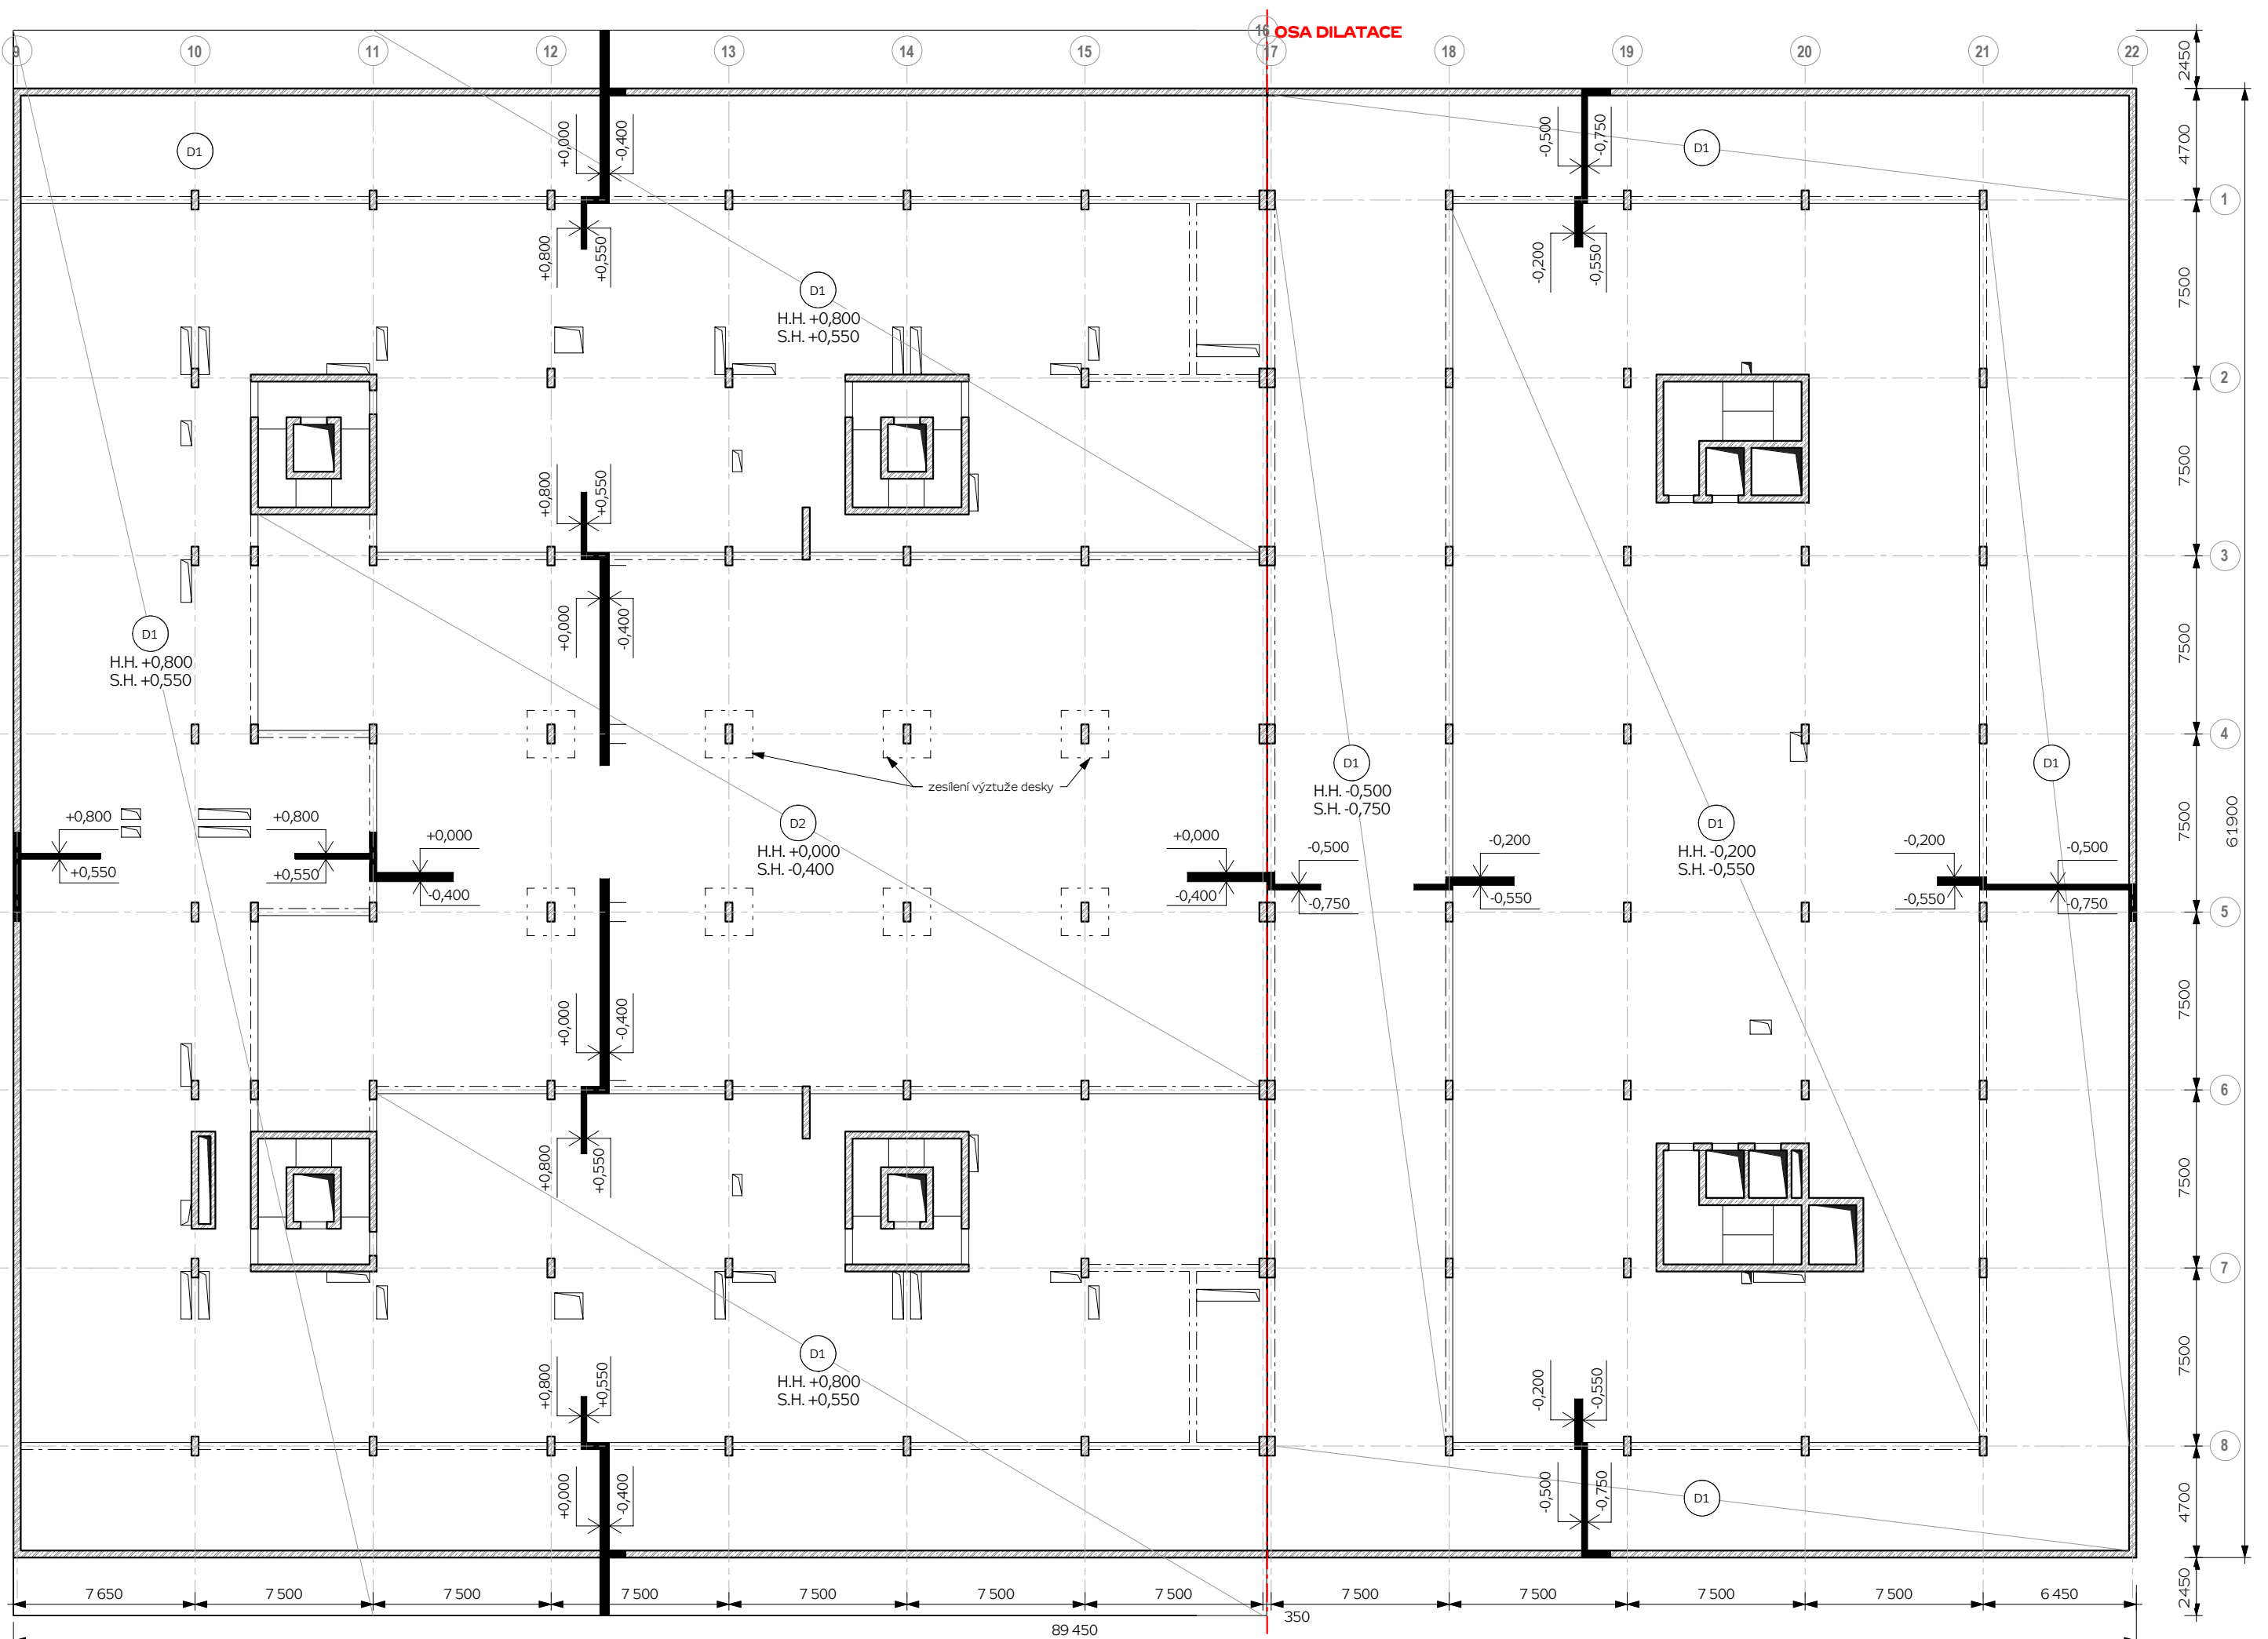 9 10 11 12 13 14 15 16 OSA DILATACE
17 18 19 20 21 22
2450
4700
D1
+0,000
-0,400
-0,500
-0,750
D1
1
+0,800
+0,550
-0,200
-0,550
7500
D1
H.H. +0,800
S.H. +0,550
2
7500
+0,800
+0,550
3
+0,000
-0,400
D1
H.H. +0,800
S.H. +0,550
7500
4
D1
H.H. -0,500
S.H. -0,750
D1
zesílení výztuže desky
D2
H.H. +0,000
S.H. -0,400
D1
H.H. -0,200
S.H. -0,550
7500
61900
+0,800
+0,550
+0,800
+0,550
+0,000
-0,400
+0,000
-0,400
-0,500
-0,750
-0,200
-0,550
-0,200
-0,550
-0,500
-0,750
5
7500
+0,000
-0,400
6
+0,800
+0,550
7500
7
D1
H.H. +0,800
S.H. +0,550
+0,800
+0,550
-0,200
-0,550
7500
8
+0,000
-0,400
-0,500
-0,750
D1
4700
2450
7 650 7 500 7 500 7 500 7 500 7 500 7 500 7 500 7 500 7 500 7 500 6 450
350
89 450